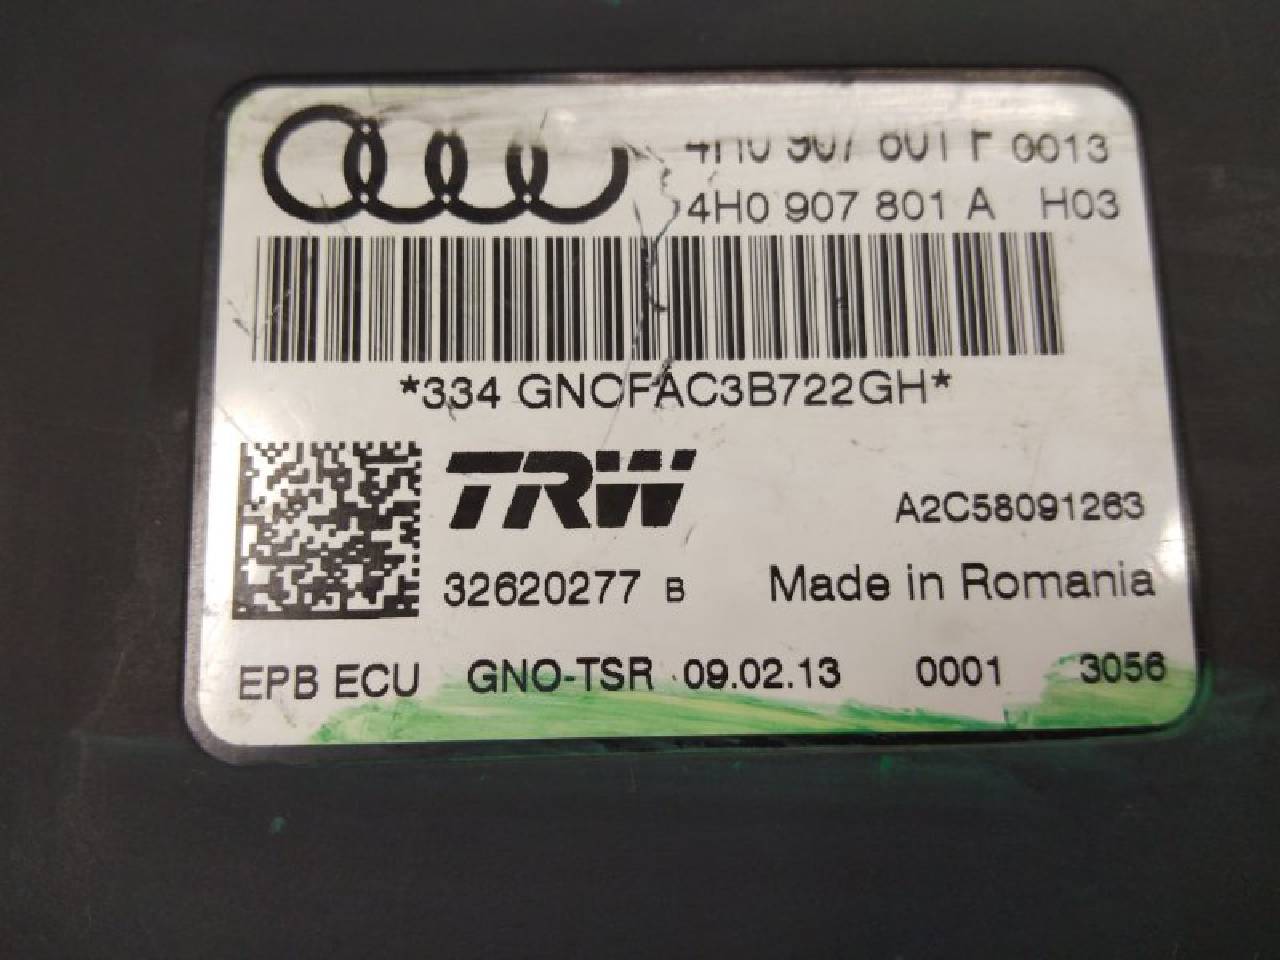 4H0 907 801 F 0013
4H0 907 801 A H03
*334 GNCFAC3B722GH*
TRW
A2C58091263
32620277 B Made in Romania
EPB ECU GNO-TSR 09.02.13 0001 3056